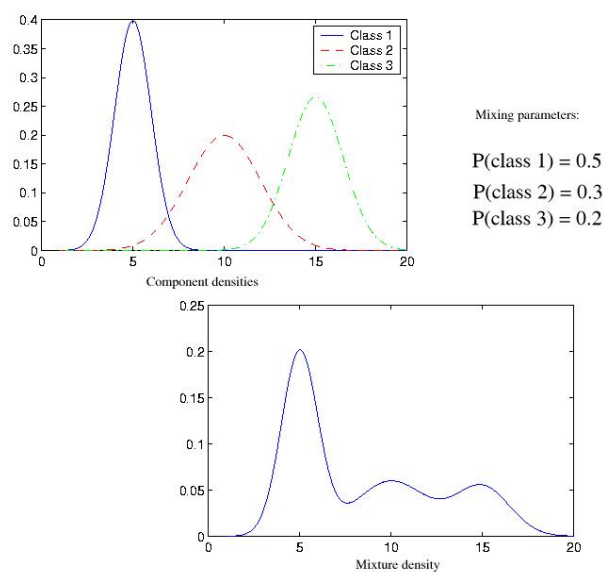 0.4
0.35
0.3
0.25
0.2
0.15
0.1
0.05
0
0 5 10 15 20
Class 1
Class 2
Class 3
Component densities
Mixing parameters:
P(class 1) = 0.5
P(class 2) = 0.3
P(class 3) = 0.2
0.25
0.2
0.15
0.1
0.05
0
0 5 10 15 20
Mixture density